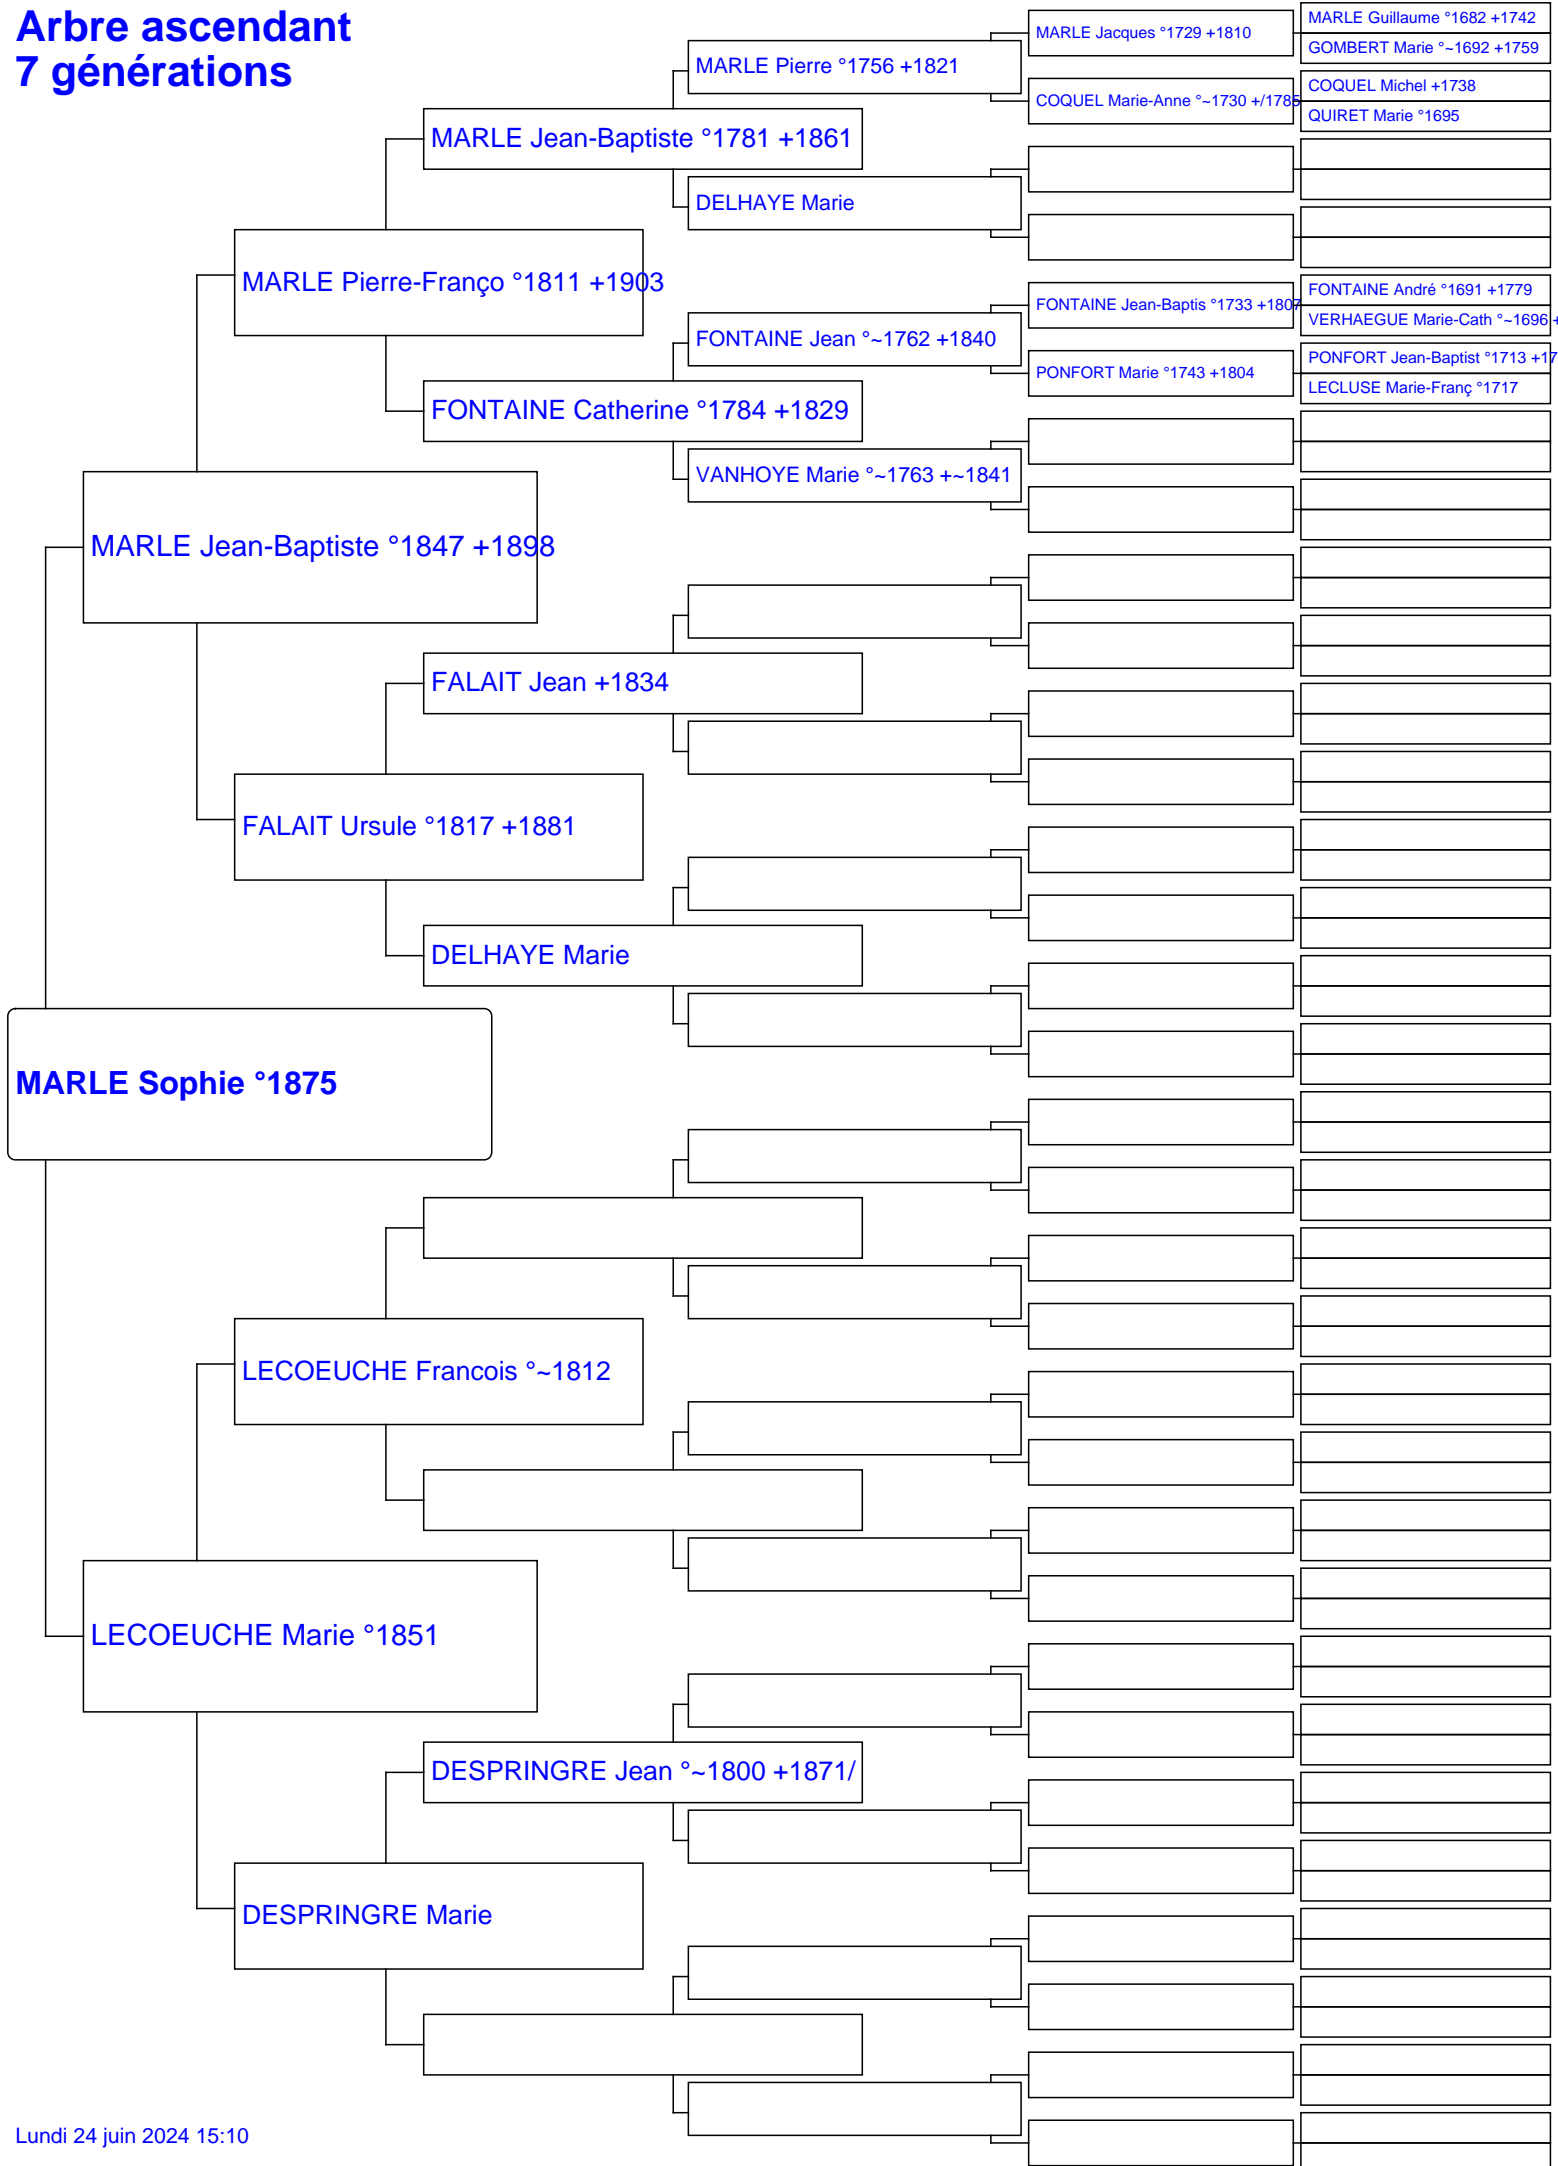 Arbre ascendant
7 générations
MARLE Jacques °1729 +1810
MARLE Guillaume °1682 +1742
GOMBERT Marie °~1692 +1759
MARLE Pierre °1756 +1821
COQUEL Marie-Anne °~1730 +/1785
COQUEL Michel +1738
QUIRET Marie °1695
MARLE Jean-Baptiste °1781 +1861
DELHAYE Marie
MARLE Pierre-Franço °1811 +1903
FONTAINE Jean-Baptis °1733 +1807
FONTAINE André °1691 +1779
VERHAEGUE Marie-Cath °~1696 +
FONTAINE Jean °~1762 +1840
PONFORT Marie °1743 +1804
PONFORT Jean-Baptist °1713 +17
LECLUSE Marie-Franç °1717
FONTAINE Catherine °1784 +1829
VANHOYE Marie °~1763 +~1841
MARLE Jean-Baptiste °1847 +1898
FALAIT Jean +1834
FALAIT Ursule °1817 +1881
DELHAYE Marie
MARLE Sophie °1875
LECOEUCHE Francois °~1812
LECOEUCHE Marie °1851
DESPRINGRE Jean °~1800 +1871/
DESPRINGRE Marie
Lundi 24 juin 2024 15:10